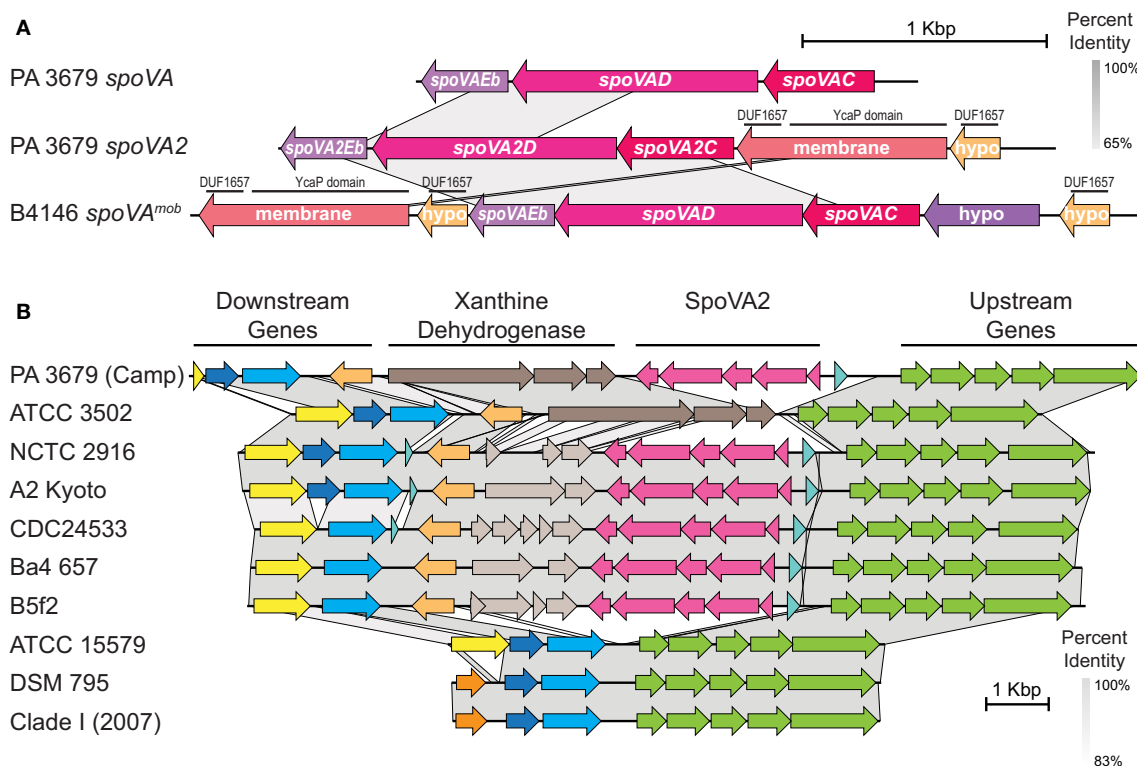 A
1 Kbp
Percent
Identity
100%
65%
PA 3679 spoVA
spoVAEb
spoVAD
spoVAC
DUF1657
YcaP domain
DUF1657
PA 3679 spoVA2
spoVA2Eb
spoVA2D
spoVA2C
membrane
hypo
DUF1657
YcaP domain
DUF1657
DUF1657
B4146 spoVAmob
membrane
hypo
spoVAEb
spoVAD
spoVAC
hypo
hypo
B
Downstream
Genes
Xanthine
Dehydrogenase
SpoVA2
Upstream
Genes
PA 3679 (Camp)
ATCC 3502
NCTC 2916
A2 Kyoto
CDC24533
Ba4 657
B5f2
ATCC 15579
DSM 795
Clade I (2007)
Percent
Identity
100%
83%
1 Kbp